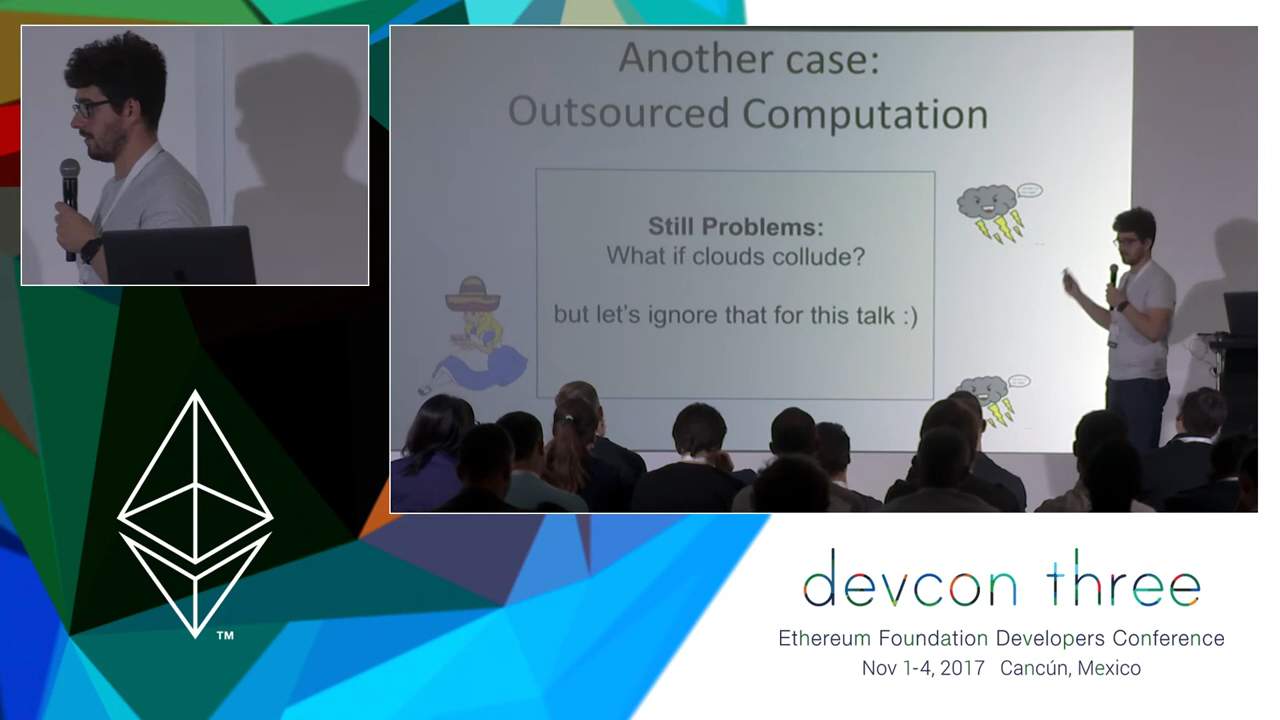 Another case:
Outsourced Computation
Still Problems:
What if clouds collude?
but let's ignore that for this talk :)
TM
devcon three
Ethereum Foundation Developers Conference
Nov 1-4, 2017 Cancún, Mexico